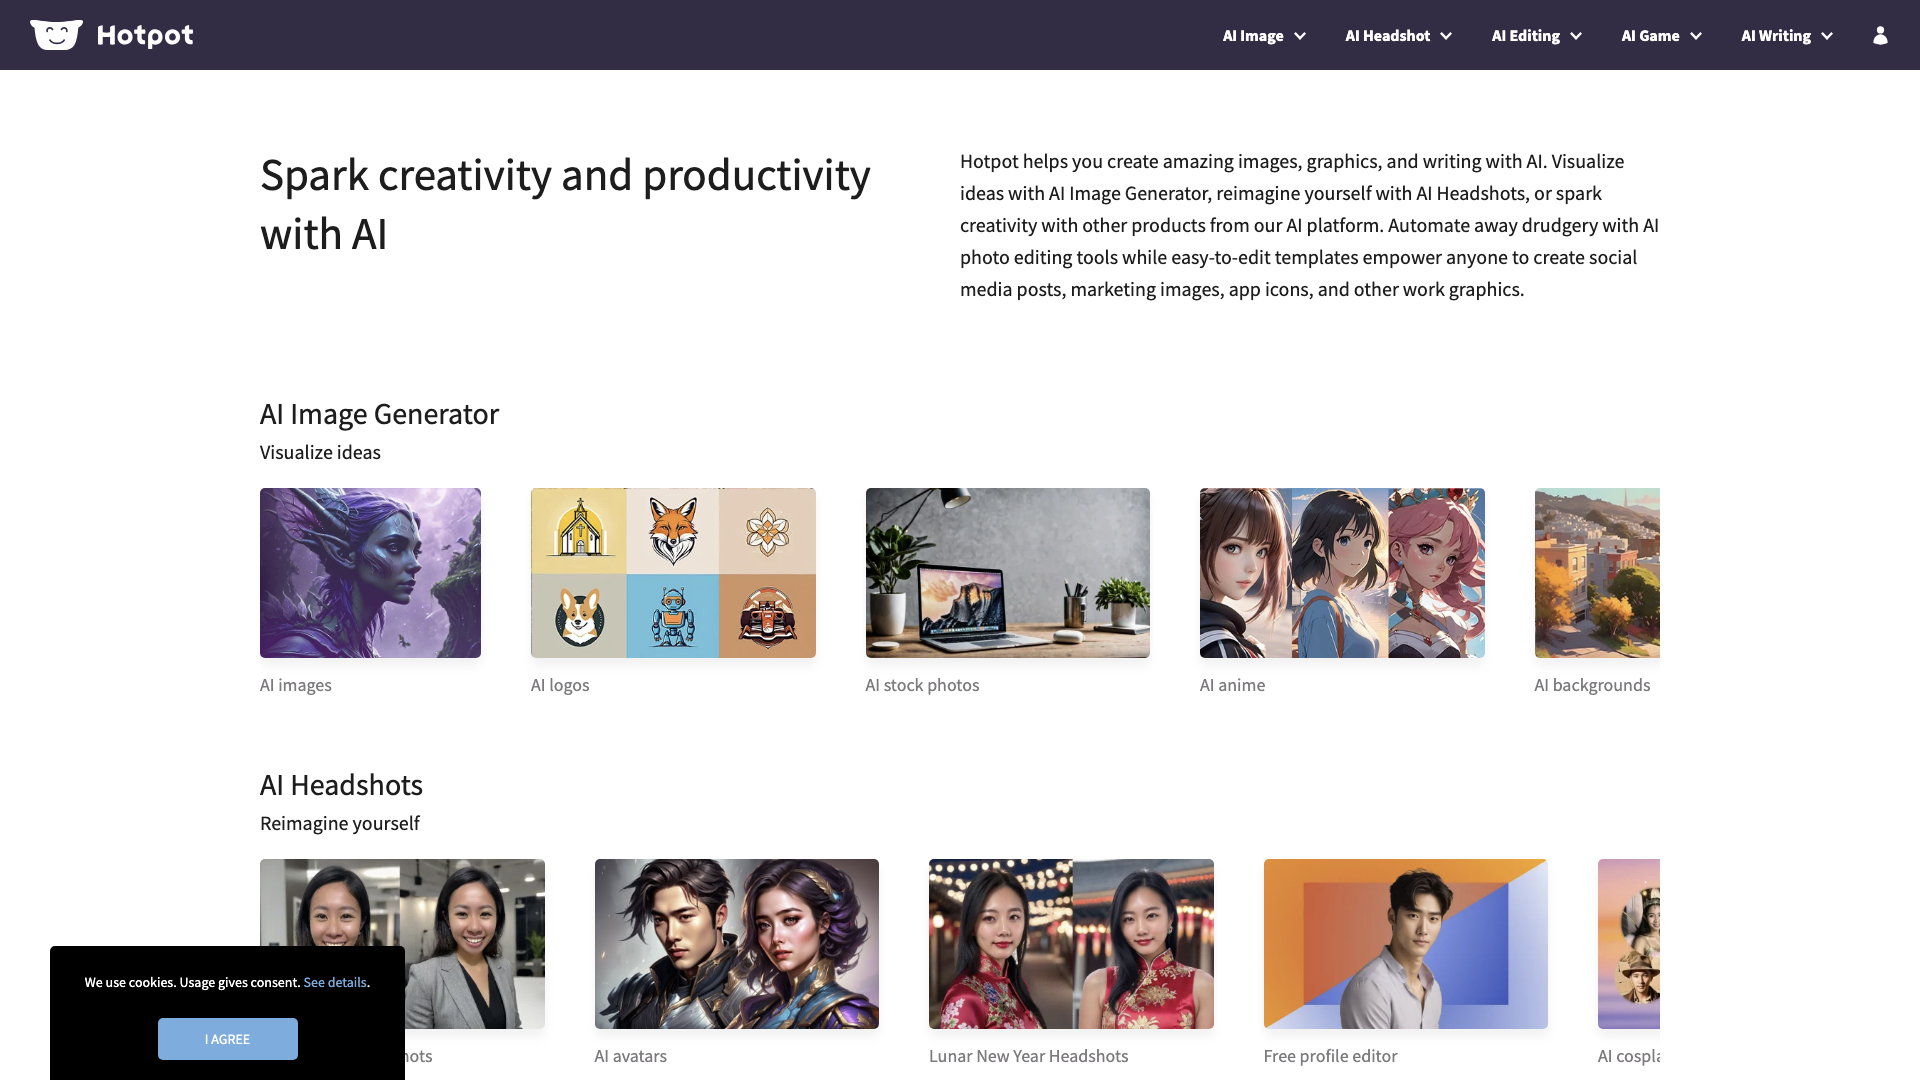 Hotpot
AI Image
AI Headshot
AI Editing
AI Game
AI Writing
Spark creativity and productivity
with AI
Hotpot helps you create amazing images, graphics, and writing with AI. Visualize
ideas with AI Image Generator, reimagine yourself with AI Headshots, or spark
creativity with other products from our AI platform. Automate away drudgery with AI
photo editing tools while easy-to-edit templates empower anyone to create social
media posts, marketing images, app icons, and other work graphics.
AI Image Generator
Visualize ideas
AI images
AI logos
AI stock photos
AI anime
AI backgrounds
AI Headshots
Reimagine yourself
AI avatars
Lunar New Year Headshots
Free profile editor
AI
We use cookies. Usage gives consent. See details.
I AGREE